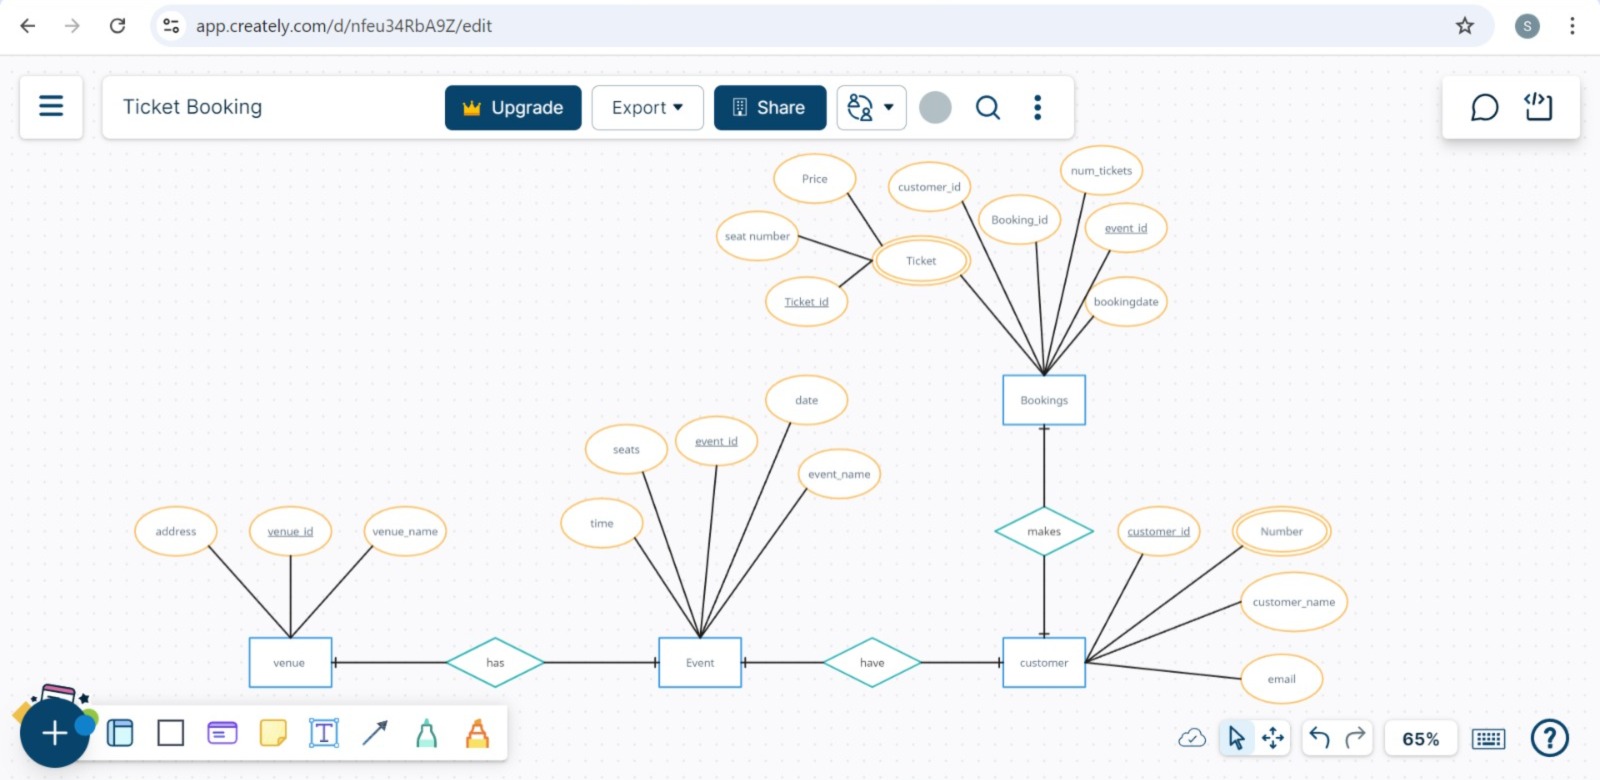 app.creately.com/d/nfeu34RbA9Z/edit
S
Ticket Booking
Upgrade
Export
Share
Price
customer_id
num_tickets
Booking_id
event_id
seat number
Ticket
Ticket_id
bookingdate
date
Bookings
seats
event_id
event_name
time
address
venue_id
venue_name
makes
customer_id
Number
customer_name
venue
has
Event
have
customer
email
T
65%
?